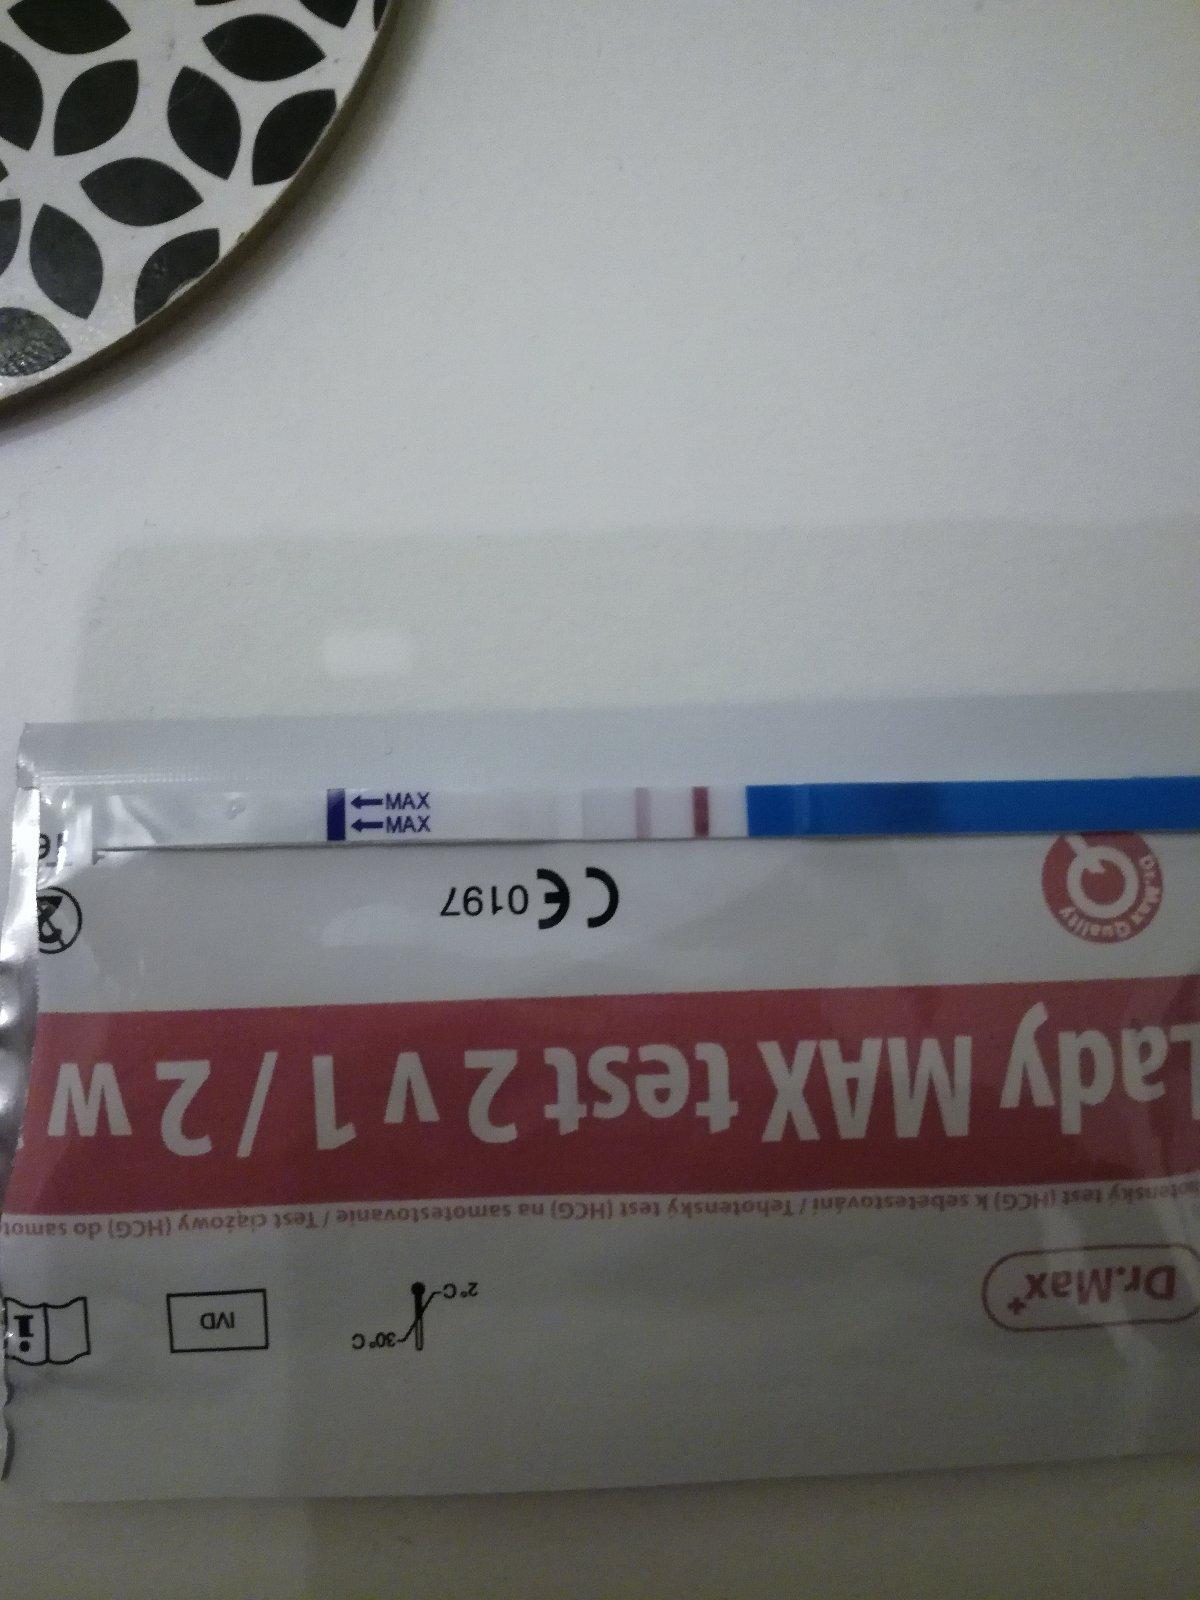 ←MAX
←MAX
Dr.Max+
2°C
30°C
IVD
i
tenský test (HCG) k sebetestování / Tehotenský test (HCG) na samotestovanie / Test ciążowy (HCG) do samot
Lady MAX test 2 v 1 / 2 w
Dr.Max Quality
CE 0197